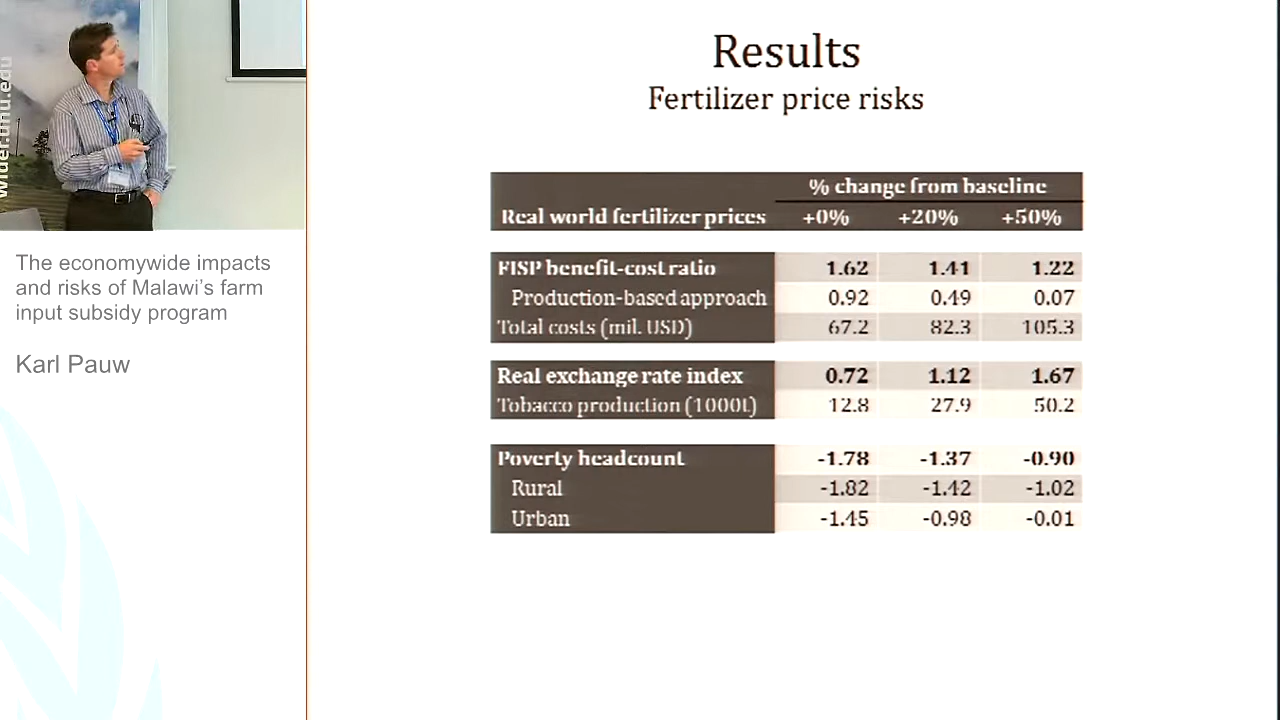 wider.unu.edu
The economywide impacts
and risks of Malawi's farm
input subsidy program
Karl Pauw
Results
Fertilizer price risks
% change from baseline
Real world fertilizer prices +0% +20% +50%
FISP benefit-cost ratio 1.62 1.41 1.22
Production-based approach 0.92 0.49 0.07
Total costs (mil. USD) 67.2 82.3 105.3
Real exchange rate index 0.72 1.12 1.67
Tobacco production (1000t) 12.8 27.9 50.2
Poverty headcount -1.78 -1.37 -0.90
Rural -1.82 -1.42 -1.02
Urban -1.45 -0.98 -0.01